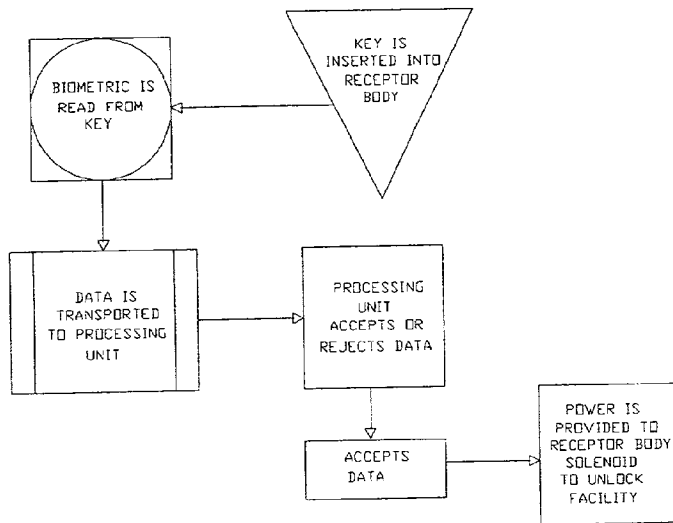 KEY IS
INSERTED INTO
RECEPTOR
BODY
BIOMETRIC IS
READ FROM
KEY
DATA IS
TRANSPORTED
TO PROCESSING
UNIT
PROCESSING
UNIT
ACCEPTS OR
REJECTS DATA
ACCEPTS
DATA
POWER IS
PROVIDED TO
RECEPTOR BODY
SOLENOID
TO UNLOCK
FACILITY